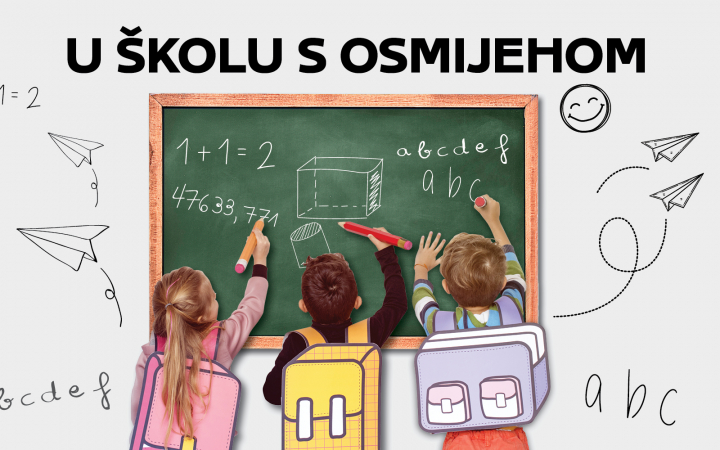 U ŠKOLU S OSMIJEHOM
1 = 2
1 + 1 = 2
a b c d e f
a b c
47633,771
a b c d e f
a b c